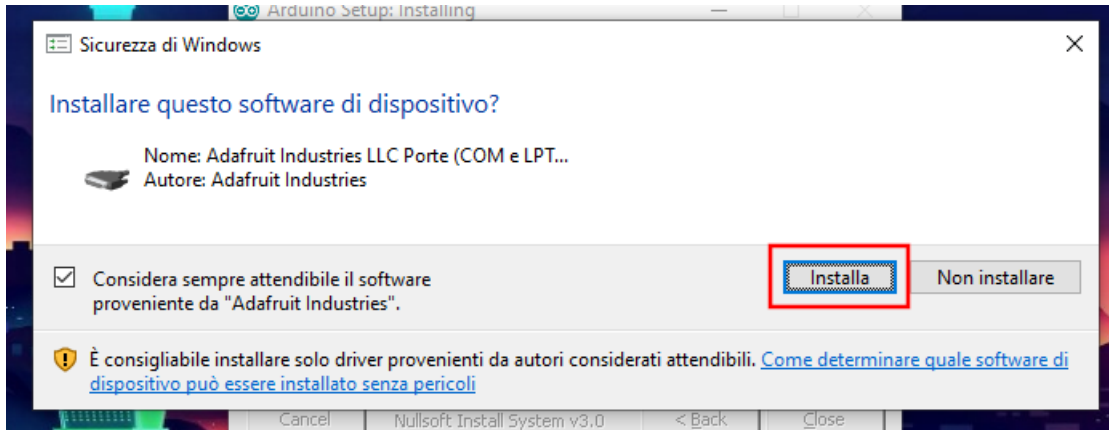 Arduino Setup: Installing
Sicurezza di Windows
Installare questo software di dispositivo?
Nome: Adafruit Industries LLC Porte (COM e LPT...
Autore: Adafruit Industries
Considera sempre attendibile il software
proveniente da "Adafruit Industries".
Installa
Non installare
È consigliabile installare solo driver provenienti da autori considerati attendibili. Come determinare quale software di
dispositivo può essere installato senza pericoli
Cancel
Nullsoft Install System v3.0
< Back
Close